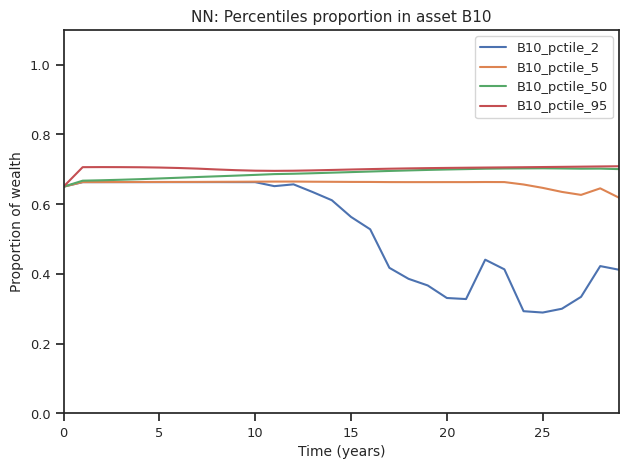 NN: Percentiles proportion in asset B10
B10_pctile_2
B10_pctile_5
B10_pctile_50
B10_pctile_95
Proportion of wealth
1.0
0.8
0.6
0.4
0.2
0.0
0 5 10 15 20 25
Time (years)